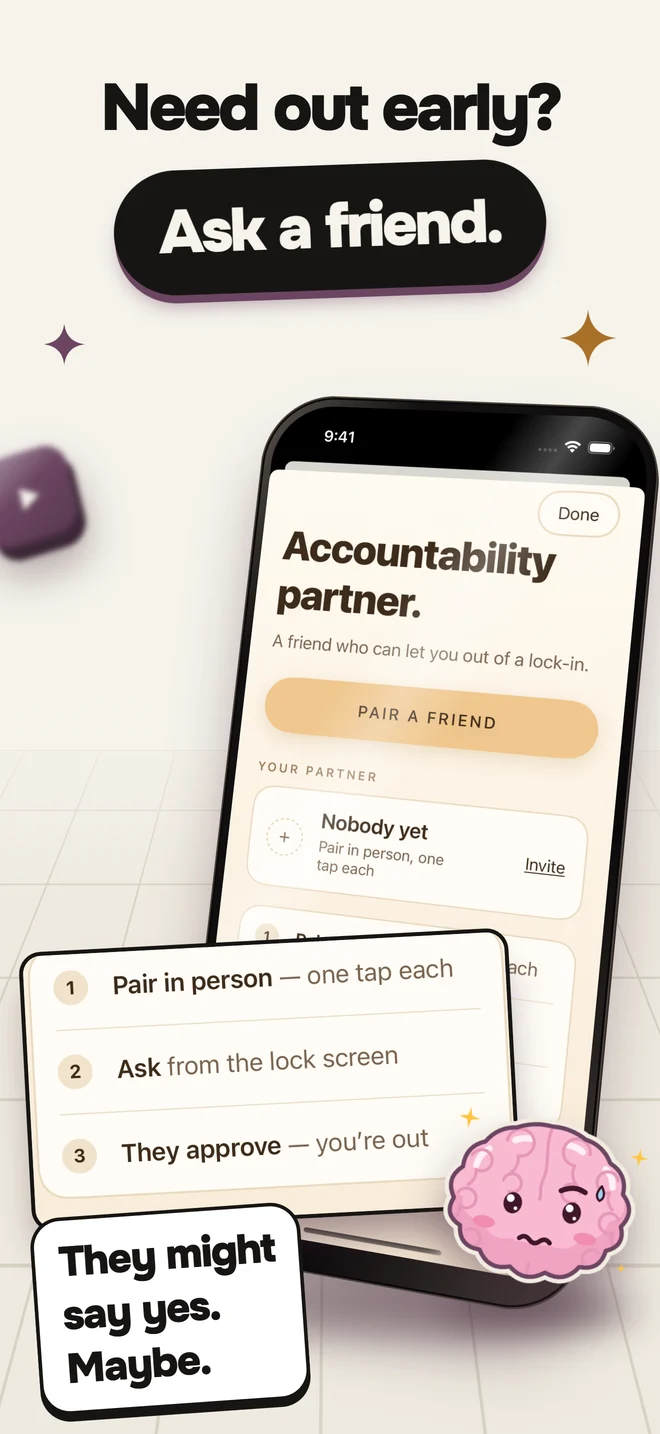 Need out early?
Ask a friend.
9:41
Done
Accountability
partner.
A friend who can let you out of a lock-in.
PAIR A FRIEND
YOUR PARTNER
Nobody yet
Pair in person, one
tap each
Invite
1
1 Pair in person — one tap each
2 Ask from the lock screen
3 They approve — you're out
They might
say yes.
Maybe.